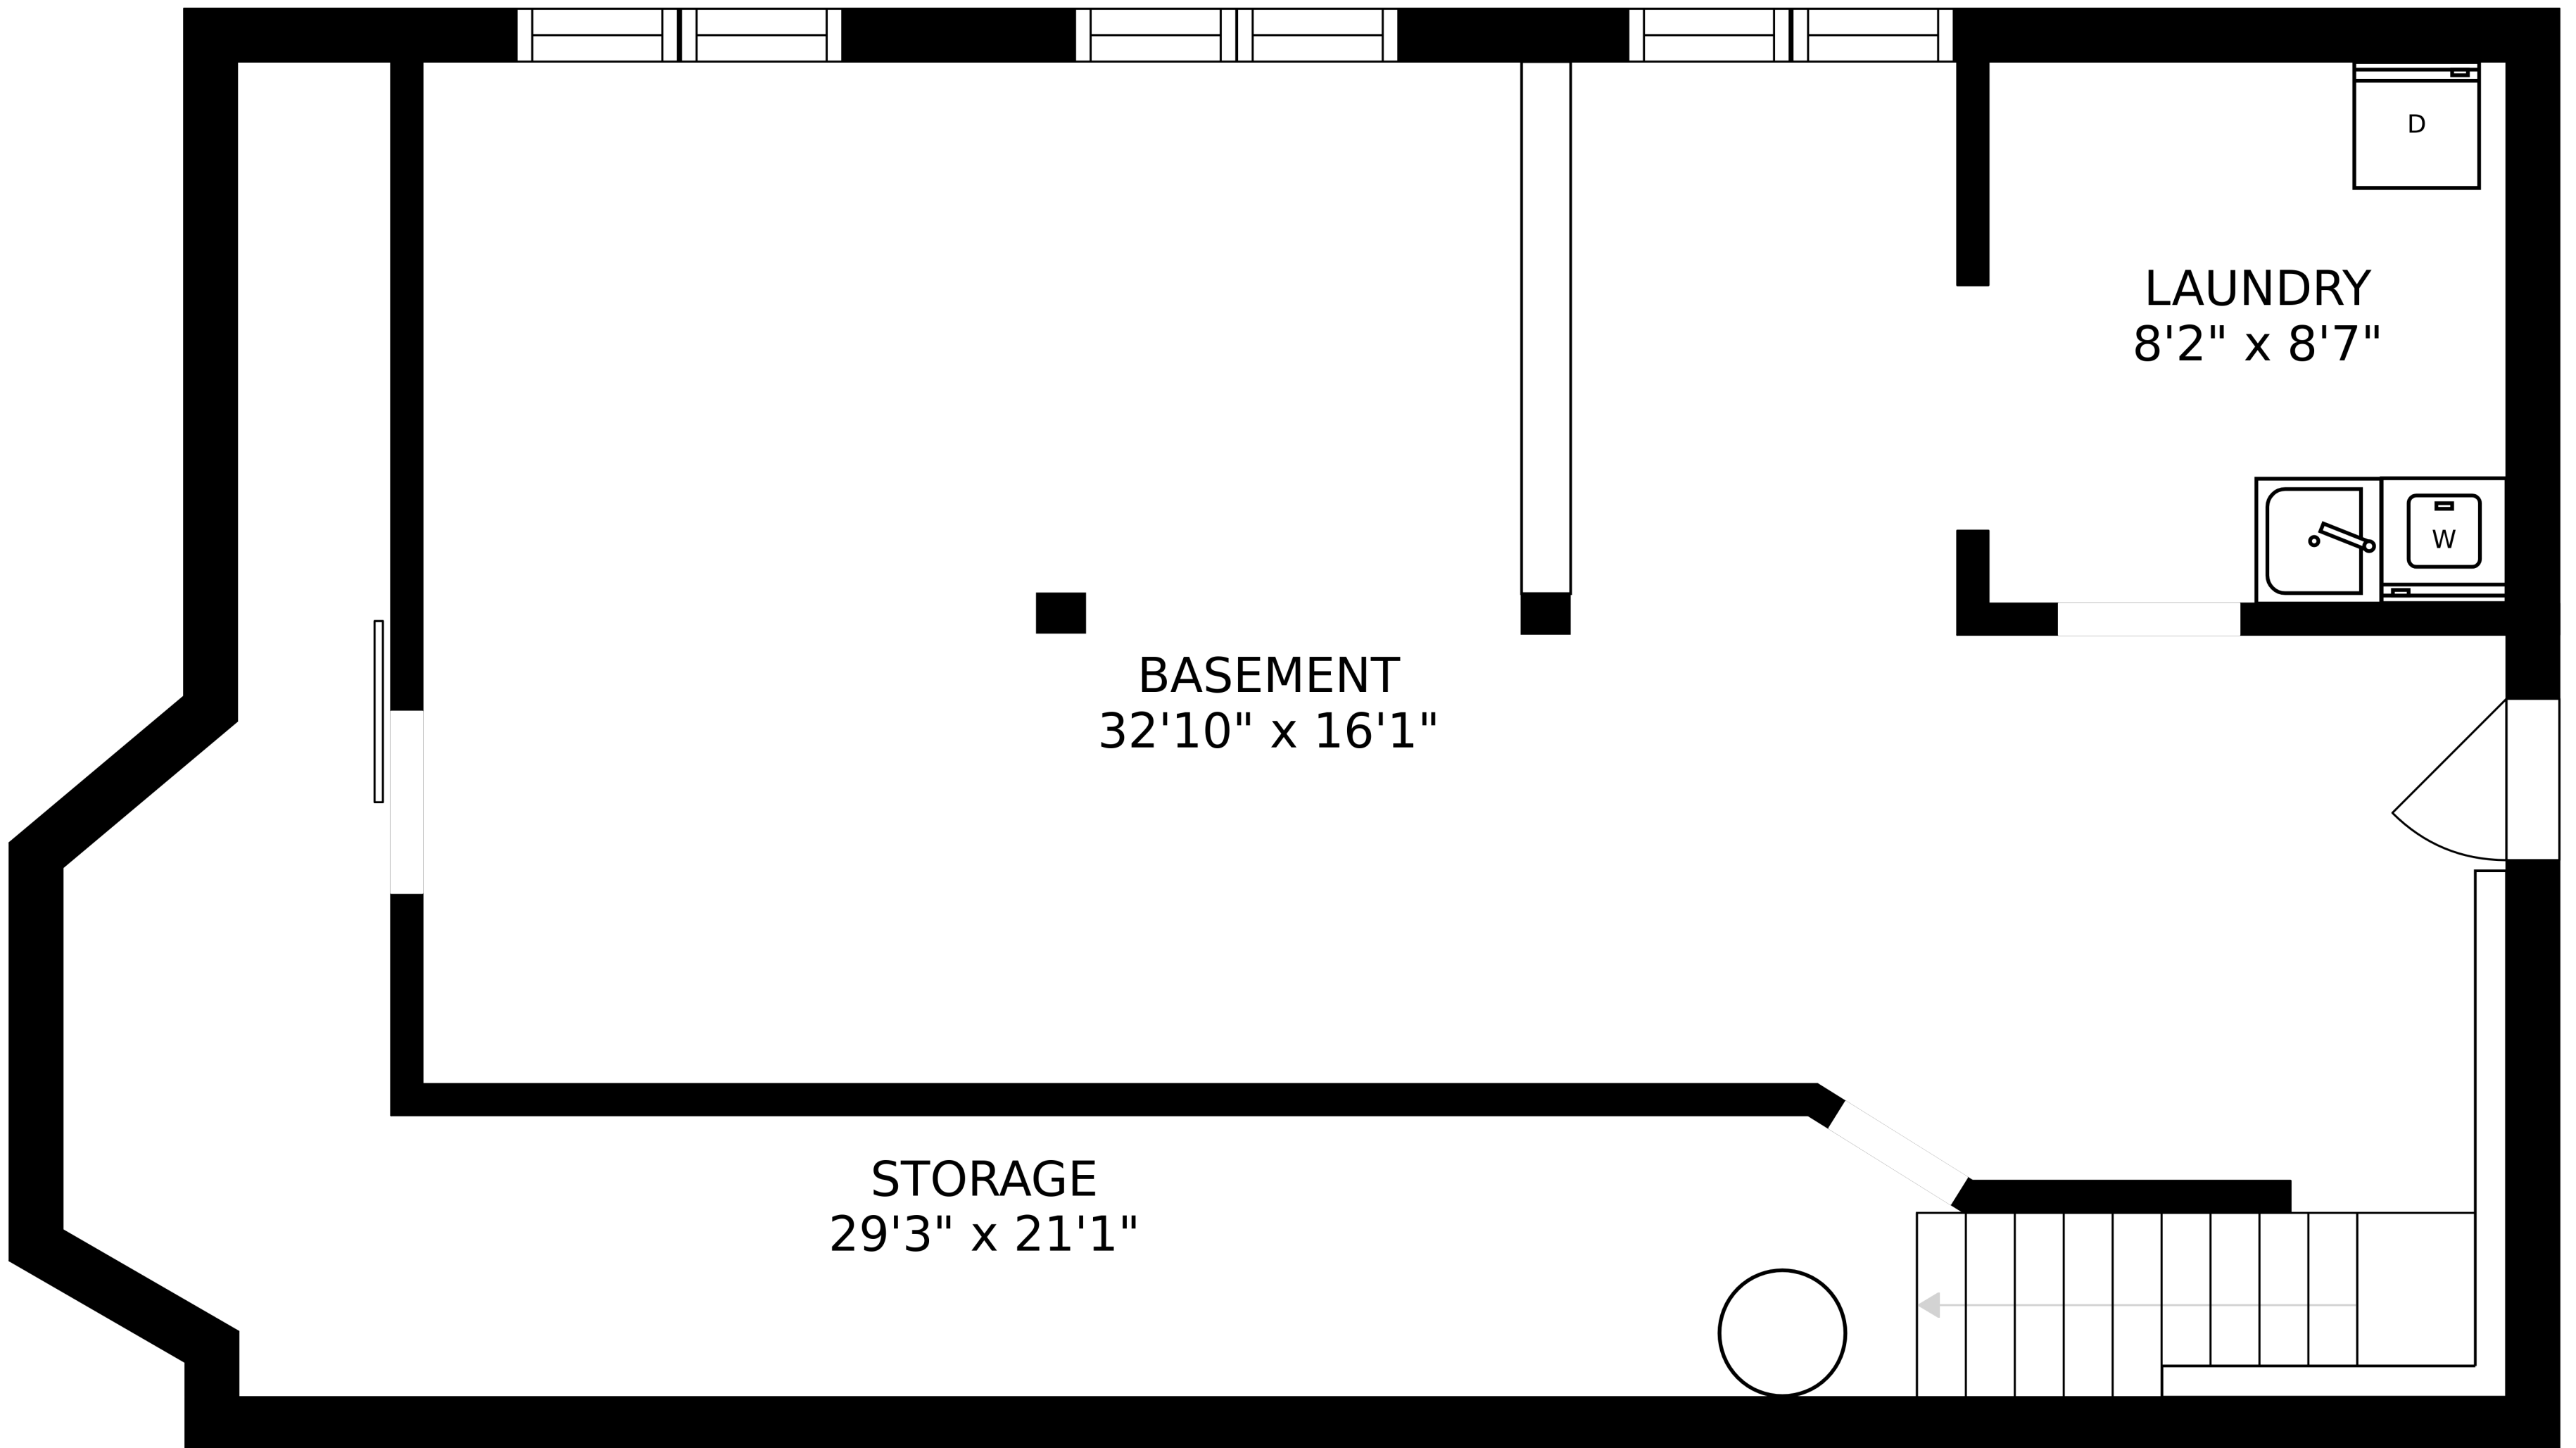 D
LAUNDRY
8'2" x 8'7"
W
BASEMENT
32'10" x 16'1"
STORAGE
29'3" x 21'1"